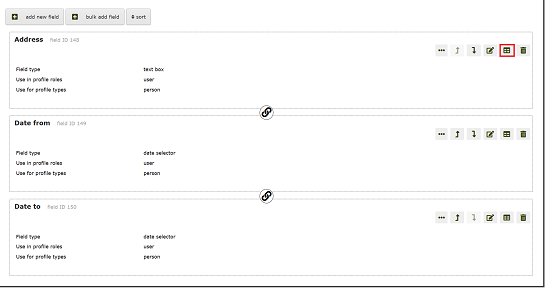 add new field bulk add field sort
Address field ID 148
Field type text box
Use in profile roles user
Use for profile types person
Date from field ID 149
Field type date selector
Use in profile roles user
Use for profile types person
Date to field ID 150
Field type date selector
Use in profile roles user
Use for profile types person